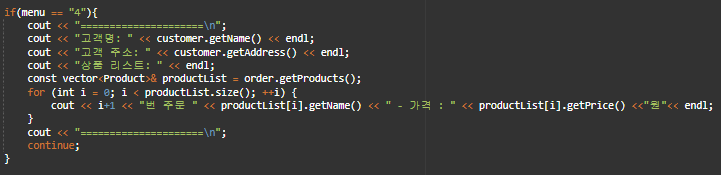 if(menu == "4"){
    cout << "=====================\n";
    cout << "고객명: " << customer.getName() << endl;
    cout << "고객 주소: " << customer.getAddress() << endl;
    cout << "상품 리스트: " << endl;
    const vector<Product>& productList = order.getProducts();
    for (int i = 0; i < productList.size(); ++i) {
        cout << i+1 << "번 주문 " << productList[i].getName() << " - 가격 : " << productList[i].getPrice() <<"원"<< endl;
    }
    cout << "=====================\n";
    continue;
}